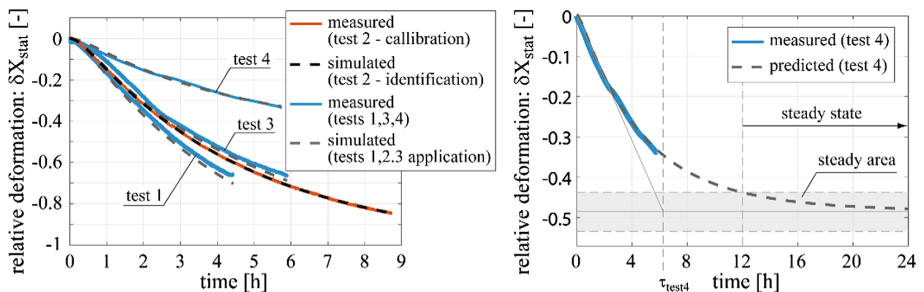 relative deformation: δXstat [-]
0
-0.2
-0.4
-0.6
-0.8
-1
0 1 2 3 4 5 6 7 8 9
time [h]
test 4
test 3
test 1
measured
(test 2 - callibration)
simulated
(test 2 - identification)
measured
(tests 1,3,4)
simulated
(tests 1,2.3 application)
relative deformation: δXstat [-]
0
-0.1
-0.2
-0.3
-0.4
-0.5
0 4 8 12 16 20 24
τtest4
time [h]
measured (test 4)
predicted (test 4)
steady state
steady area